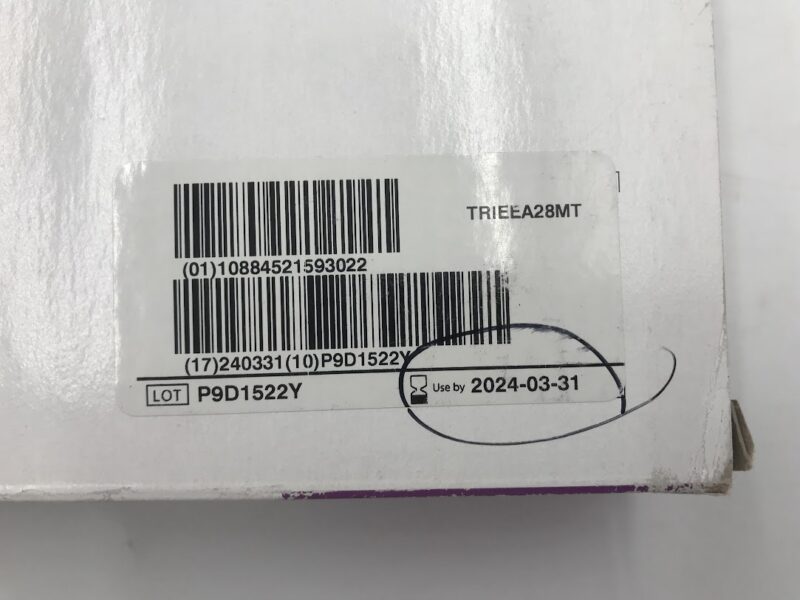 TRIEEA28MT
(01)10884521593022
(17)240331(10)P9D1522Y
LOT P9D1522Y
Use by 2024-03-31